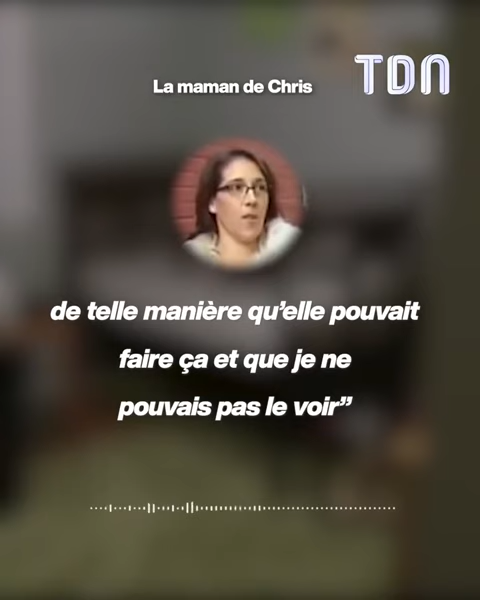 La maman de Chris
TDN
de telle manière qu’elle pouvait
faire ça et que je ne
pouvais pas le voir”